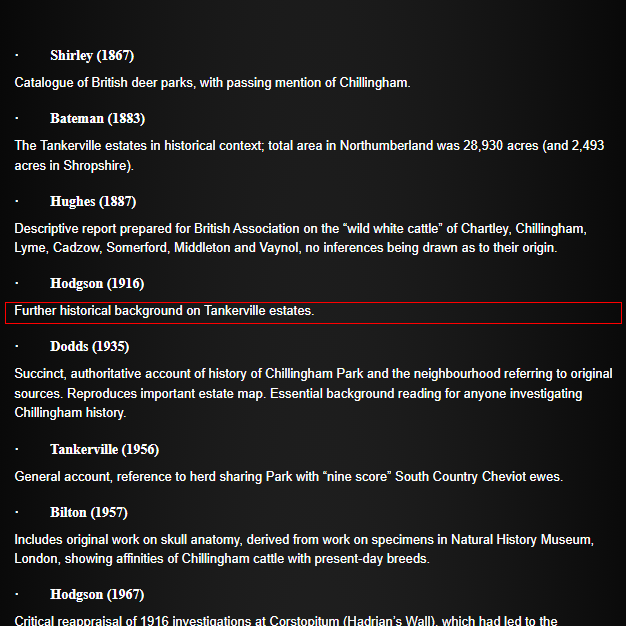 · Shirley (1867)
Catalogue of British deer parks, with passing mention of Chillingham.
· Bateman (1883)
The Tankerville estates in historical context; total area in Northumberland was 28,930 acres (and 2,493
acres in Shropshire).
· Hughes (1887)
Descriptive report prepared for British Association on the “wild white cattle” of Chartley, Chillingham,
Lyme, Cadzow, Somerford, Middleton and Vaynol, no inferences being drawn as to their origin.
· Hodgson (1916)
Further historical background on Tankerville estates.
· Dodds (1935)
Succinct, authoritative account of history of Chillingham Park and the neighbourhood referring to original
sources. Reproduces important estate map. Essential background reading for anyone investigating
Chillingham history.
· Tankerville (1956)
General account, reference to herd sharing Park with “nine score” South Country Cheviot ewes.
· Bilton (1957)
Includes original work on skull anatomy, derived from work on specimens in Natural History Museum,
London, showing affinities of Chillingham cattle with present-day breeds.
· Hodgson (1967)
Critical reappraisal of 1916 investigations at Corstopitum (Hadrian’s Wall), which had led to the